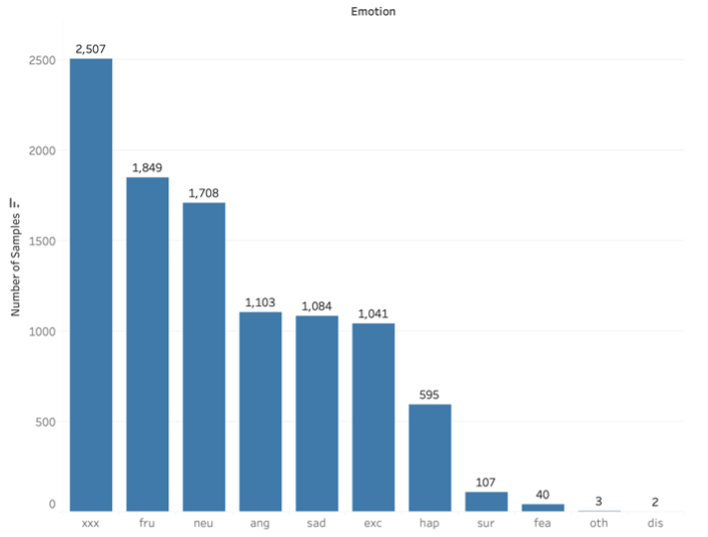 Emotion
Number of Samples
2500
2000
1500
1000
500
0
2,507
1,849
1,708
1,103
1,084
1,041
595
107
40
3
2
xxx
fru
neu
ang
sad
exc
hap
sur
fea
oth
dis